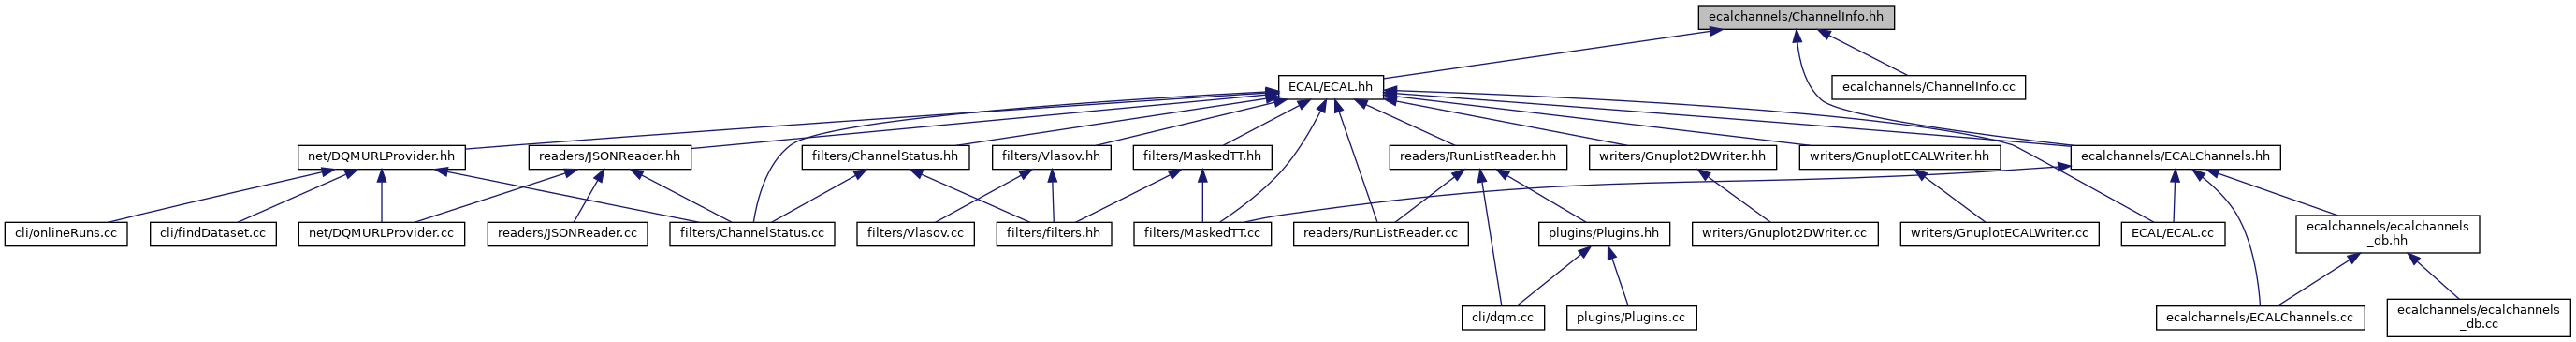 ecalchannels/ChannelInfo.hh
ECAL/ECAL.hh
ecalchannels/ChannelInfo.cc
net/DQMURLProvider.hh
readers/JSONReader.hh
filters/ChannelStatus.hh
filters/Vlasov.hh
filters/MaskedTT.hh
readers/RunListReader.hh
writers/Gnuplot2DWriter.hh
writers/GnuplotECALWriter.hh
ecalchannels/ECALChannels.hh
cli/onlineRuns.cc
cli/findDataset.cc
net/DQMURLProvider.cc
readers/JSONReader.cc
filters/ChannelStatus.cc
filters/Vlasov.cc
filters/filters.hh
filters/MaskedTT.cc
readers/RunListReader.cc
plugins/Plugins.hh
writers/Gnuplot2DWriter.cc
writers/GnuplotECALWriter.cc
ECAL/ECAL.cc
ecalchannels/ecalchannels
_db.hh
cli/dqm.cc
plugins/Plugins.cc
ecalchannels/ECALChannels.cc
ecalchannels/ecalchannels
_db.cc